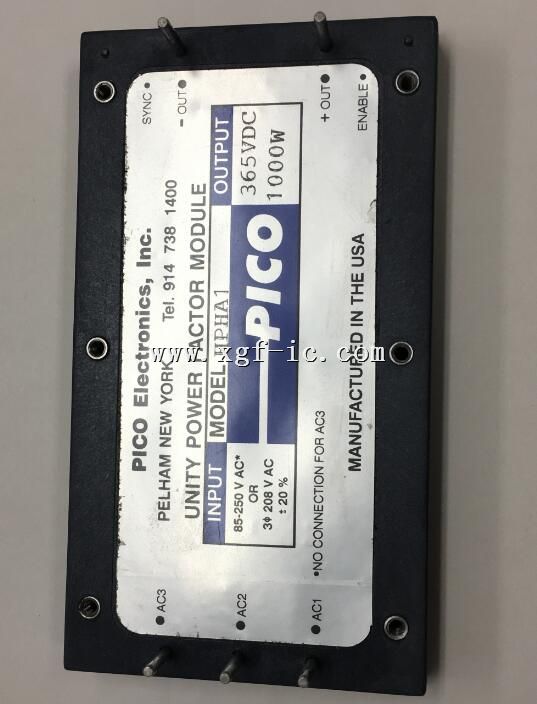 PICO Electronics, Inc.
PELHAM NEW YORK Tel. 914 738 1400
UNITY POWER FACTOR MODULE
INPUT MODEL HPHA1 OUTPUT
85-250 V AC*
OR
3Φ 208 V AC
± 20 %
PICO
365VDC
1000W
*NO CONNECTION FOR AC3
MANUFACTURED IN THE USA
SYNC
- OUT
+ OUT
ENABLE
AC3
AC2
AC1
www.xgf-ic.com